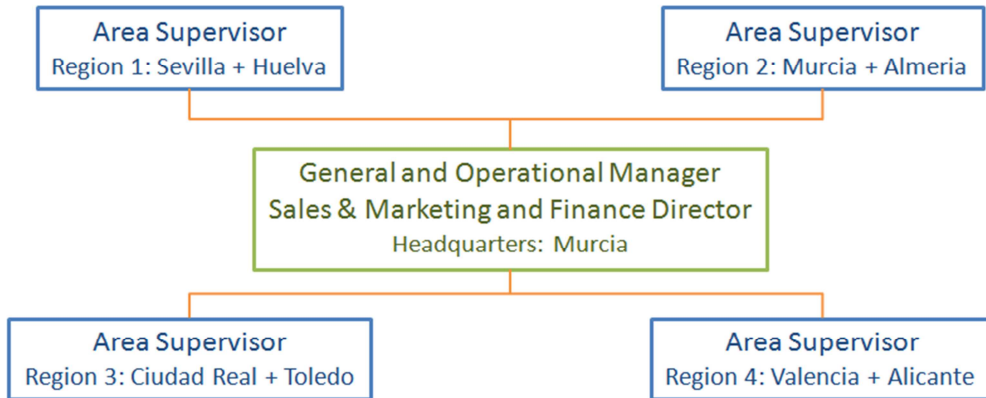 Area Supervisor
Region 1: Sevilla + Huelva
Area Supervisor
Region 2: Murcia + Almeria
General and Operational Manager
Sales & Marketing and Finance Director
Headquarters: Murcia
Area Supervisor
Region 3: Ciudad Real + Toledo
Area Supervisor
Region 4: Valencia + Alicante